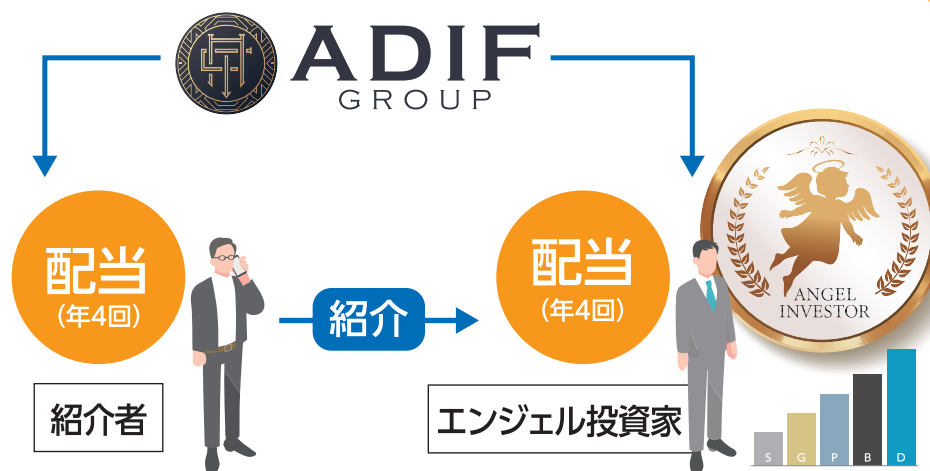 ADIF
GROUP
配当
(年4回)
紹介
配当
(年4回)
ANGEL
INVESTOR
紹介者
エンジェル投資家
S G P B D